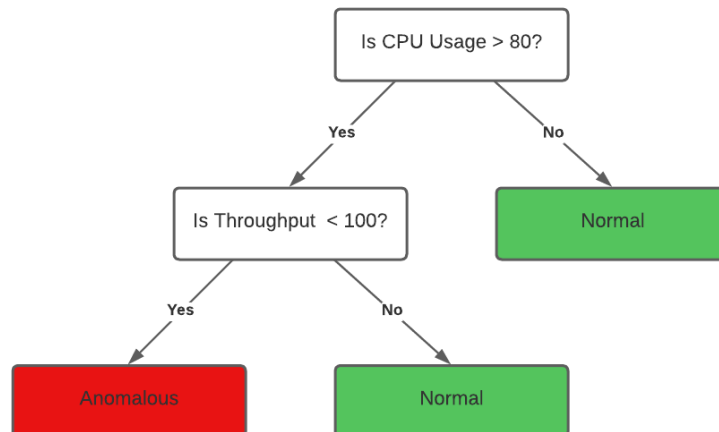 Is CPU Usage > 80?
Yes
No
Is Throughput < 100?
Normal
Yes
No
Anomalous
Normal